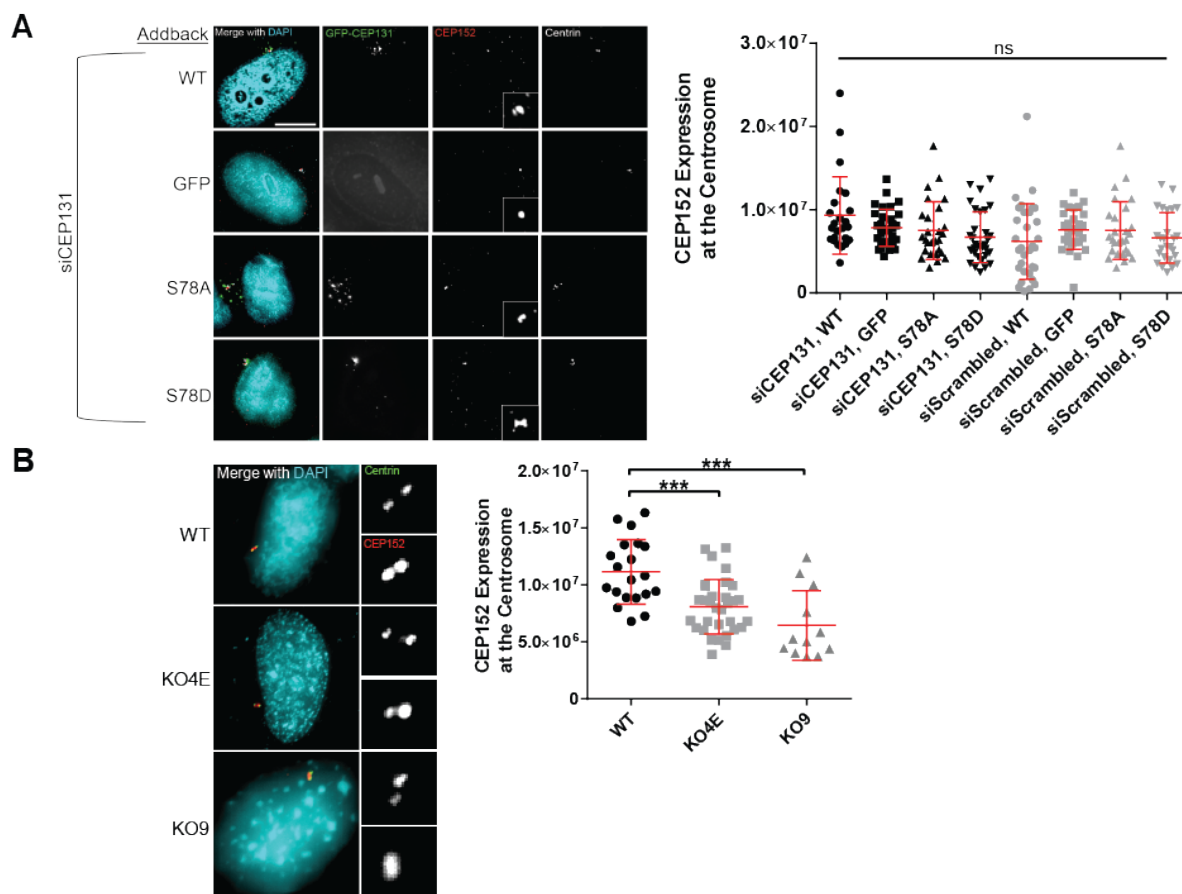 A
Addback
Merge with DAPI
GFP-CEP131
CEP152
Centrin
siCEP131
WT
GFP
S78A
S78D
CEP152 Expression
at the Centrosome
3.0×10⁷
2.0×10⁷
1.0×10⁷
0
ns
siCEP131, WT
siCEP131, GFP
siCEP131, S78A
siCEP131, S78D
siScrambled, WT
siScrambled, GFP
siScrambled, S78A
siScrambled, S78D
B
Merge with DAPI
Centrin
CEP152
WT
KO4E
KO9
CEP152 Expression
at the Centrosome
2.0×10⁷
1.5×10⁷
1.0×10⁷
5.0×10⁶
0
***
***
WT
KO4E
KO9